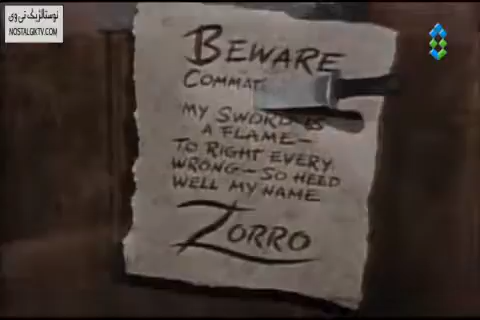 نوستالژیک تی وی
NOSTALGIKTV.COM
BEWARE
MY SWORD IS
A FLAME—
TO RIGHT EVERY
WRONG—SO HEED
WELL MY NAME
ZORRO